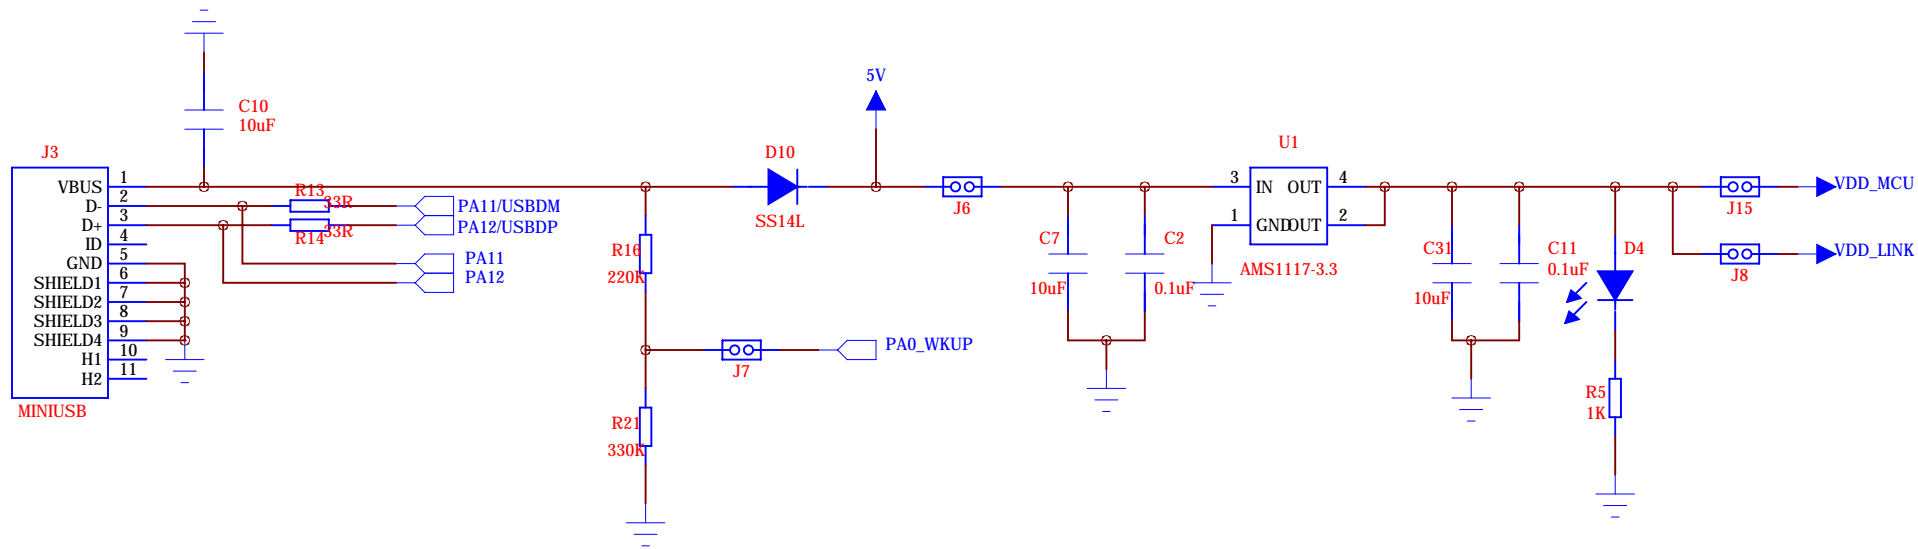 5V
C10
10uF
J3
D10
U1
VBUS 1
D- 2
D+ 3
ID 4
GND 5
SHIELD1 6
SHIELD2 7
SHIELD3 8
SHIELD4 9
H1 10
H2 11
MINIUSB
R13
33R
R14
33R
PA11/USBDM
PA12/USBDP
PA11
PA12
SS14L
J6
R16
220K
J7
PA0_WKUP
R21
330K
C7
10uF
C2
0.1uF
3 IN OUT 4
1 GND OUT 2
AMS1117-3.3
C31
10uF
C11
0.1uF
D4
R5
1K
J15
VDD_MCU
J8
VDD_LINK